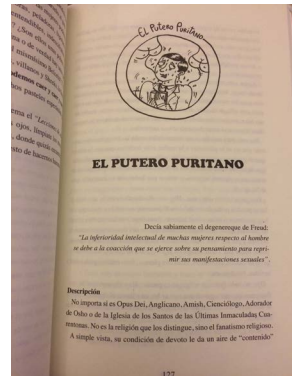 EL PUTERO PURITANO
EL PUTERO PURITANO
Decía sabiamente el degenereque de Freud:
"La inferioridad intelectual de muchas mujeres respecto al hombre
se debe a la coacción que se ejerce sobre su pensamiento para repri-
mir sus manifestaciones sexuales".
Descripción
No importa si es Opus Dei, Anglicano, Amish, Cienciólogo, Adorador
de Osho o de la Iglesia de los Santos de las Últimas Inmaculadas Cua-
rentonas. No es la religión que los distingue, sino el fanatismo religioso.
A simple vista, su condición de devoto le da un aire de "contenido"
127